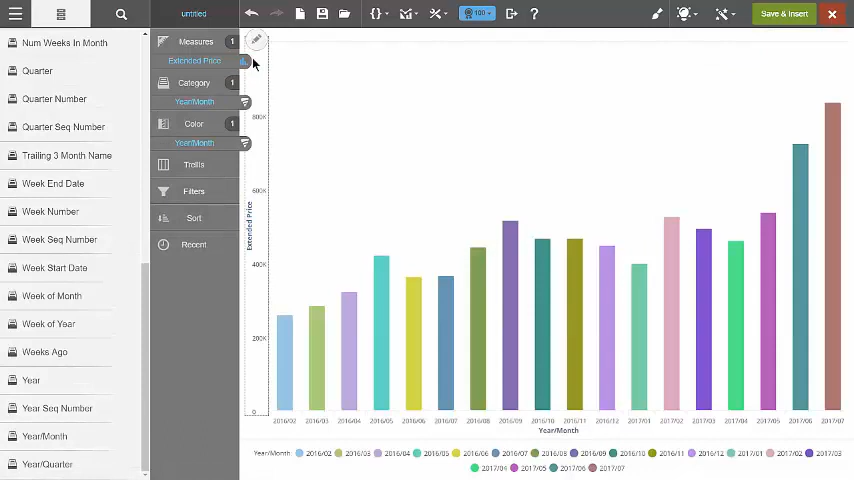 untitled
100
Save & Insert
Num Weeks In Month
Quarter
Quarter Number
Quarter Seq Number
Trailing 3 Month Name
Week End Date
Week Number
Week Seq Number
Week Start Date
Week of Month
Week of Year
Weeks Ago
Year
Year Seq Number
Year/Month
Year/Quarter
Measures 1
Extended Price
Category 1
Year/Month
Color 1
Year/Month
Trellis
Filters
Sort
Recent
Extended Price
800K
600K
400K
200K
0
2016/02 2016/03 2016/04 2016/05 2016/06 2016/07 2016/08 2016/09 2016/10 2016/11 2016/12 2017/01 2017/02 2017/03 2017/04 2017/05 2017/06 2017/07
Year/Month
Year/Month: 2016/02 2016/03 2016/04 2016/05 2016/06 2016/07 2016/08 2016/09 2016/10 2016/11 2016/12 2017/01 2017/02 2017/03
2017/04 2017/05 2017/06 2017/07